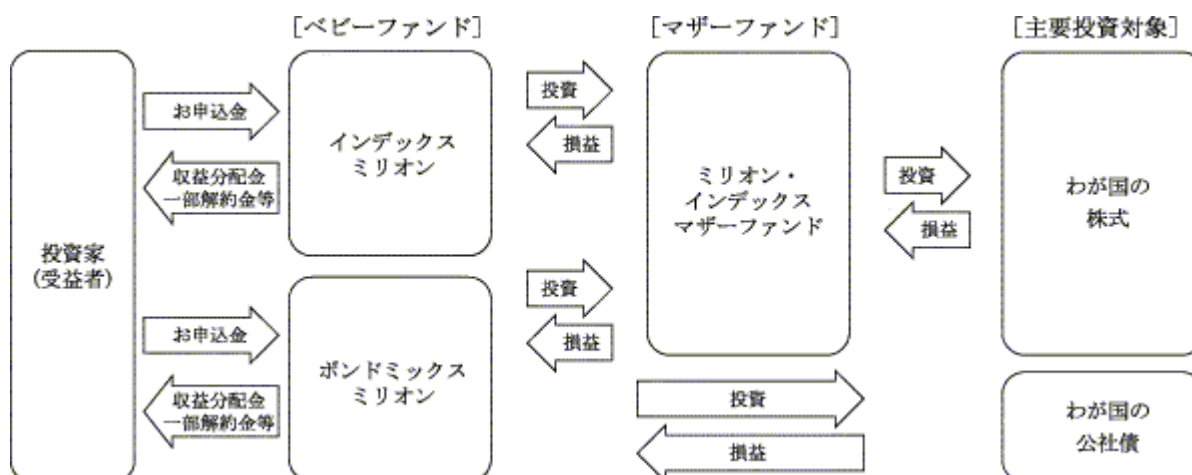 [ベビーファンド]
[マザーファンド]
[主要投資対象]
投資家
(受益者)
お申込金
収益分配金
一部解約金等
インデックス
ミリオン
投資
損益
ミリオン・
インデックス
マザーファンド
投資
損益
わが国の
株式
お申込金
収益分配金
一部解約金等
ボンドミックス
ミリオン
投資
損益
投資
損益
わが国の
公社債